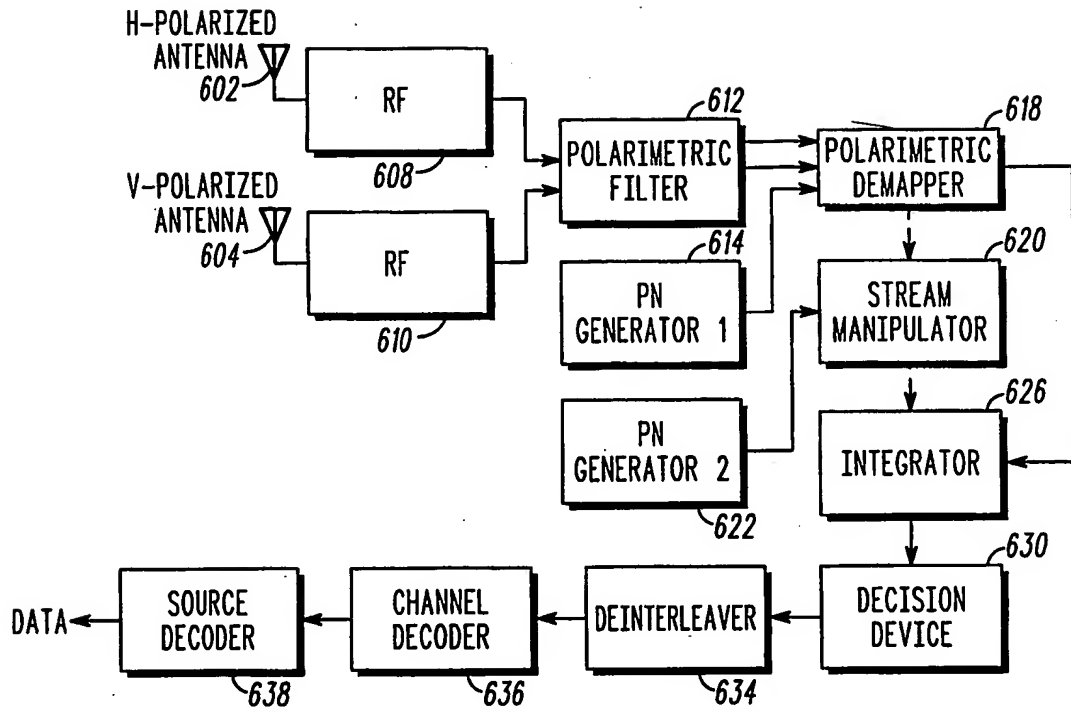 H-POLARIZED
ANTENNA
602
RF
608
V-POLARIZED
ANTENNA
604
RF
610
612
POLARIMETRIC
FILTER
618
POLARIMETRIC
DEMAPPER
614
PN
GENERATOR 1
620
STREAM
MANIPULATOR
PN
GENERATOR 2
622
626
INTEGRATOR
630
DECISION
DEVICE
DEINTERLEAVER
634
CHANNEL
DECODER
636
SOURCE
DECODER
638
DATA